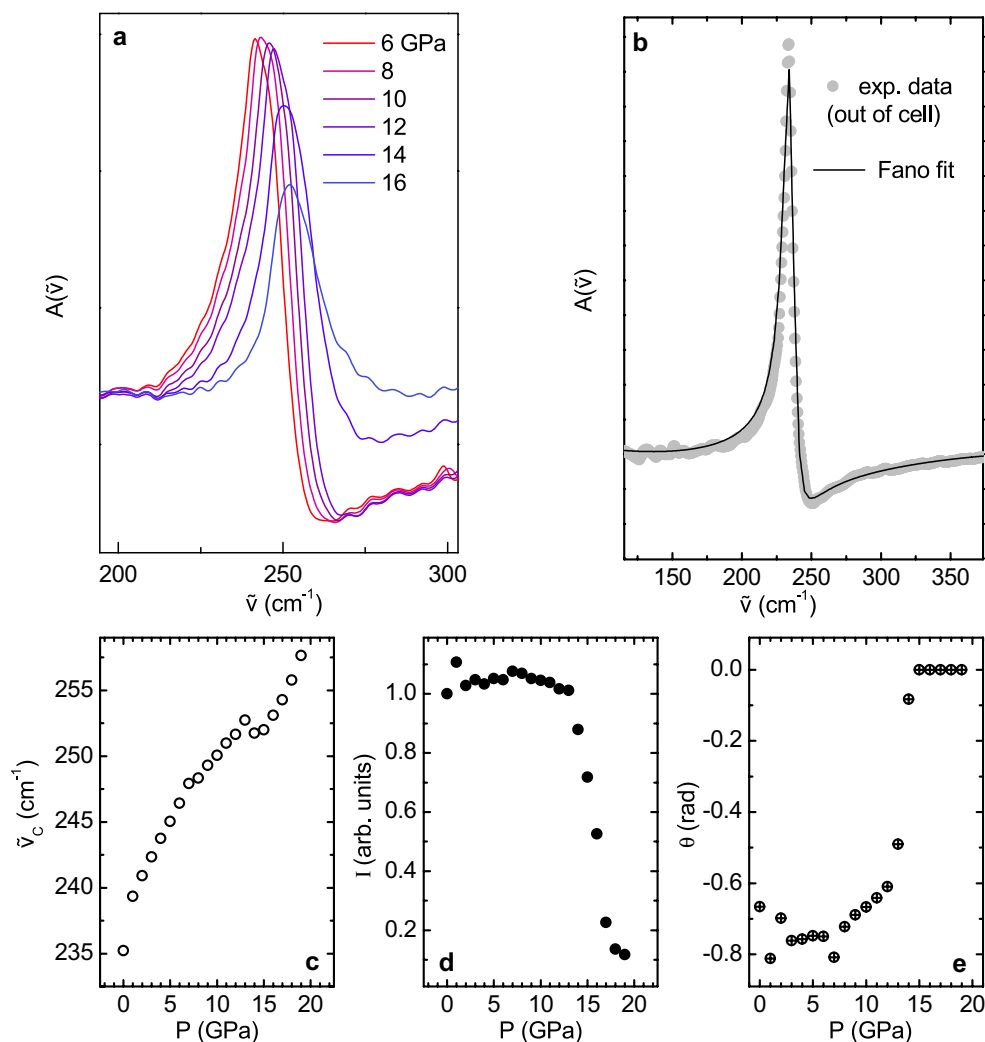 a
6 GPa
8
10
12
14
16
A(ṽ)
200
250
300
ṽ (cm⁻¹)
b
exp. data
(out of cell)
Fano fit
A(ṽ)
150
200
250
300
350
ṽ (cm⁻¹)
255
250
245
240
235
ṽ_C (cm⁻¹)
0
5
10
15
20
P (GPa)
c
1.0
0.8
0.6
0.4
0.2
I (arb. units)
0
5
10
15
20
P (GPa)
d
0.0
-0.2
-0.4
-0.6
-0.8
θ (rad)
0
5
10
15
20
P (GPa)
e